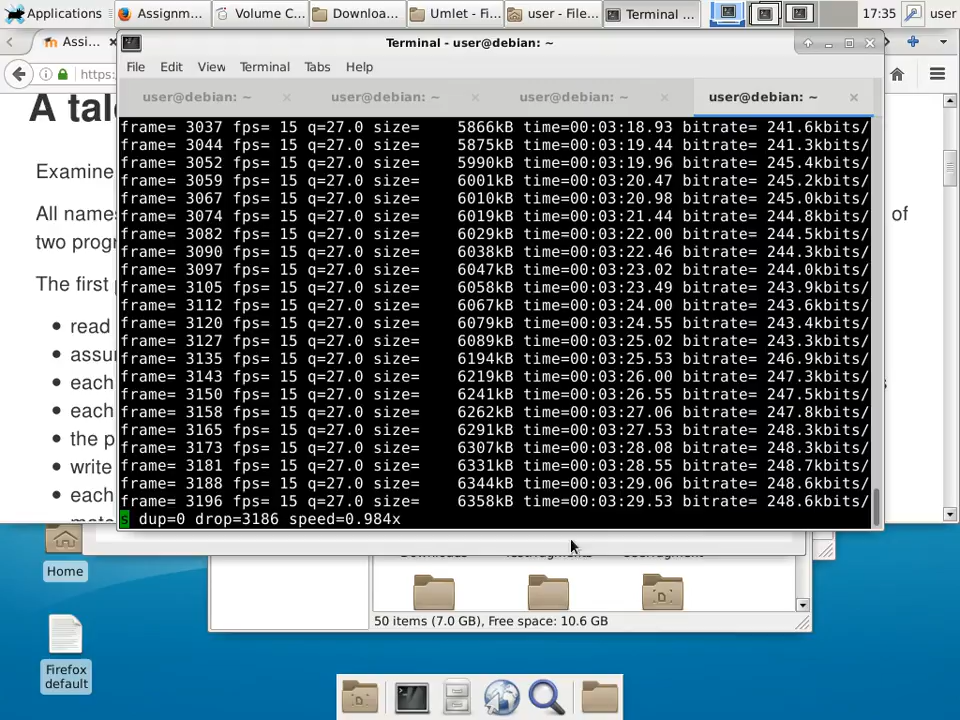 Applications
Assignm...
Volume C...
Downloa...
Umlet - Fi...
user - File...
Terminal ...
17:35
user
Assi...
Terminal - user@debian: ~
https:
File Edit View Terminal Tabs Help
user@debian: ~
user@debian: ~
user@debian: ~
user@debian: ~
A tal
Examine
All names
of
two progr
The first p
read
assu
each
each
the p
write
each
frame= 3037 fps= 15 q=27.0 size=    5866kB time=00:03:18.93 bitrate= 241.6kbits/
frame= 3044 fps= 15 q=27.0 size=    5875kB time=00:03:19.44 bitrate= 241.3kbits/
frame= 3052 fps= 15 q=27.0 size=    5990kB time=00:03:19.96 bitrate= 245.4kbits/
frame= 3059 fps= 15 q=27.0 size=    6001kB time=00:03:20.47 bitrate= 245.2kbits/
frame= 3067 fps= 15 q=27.0 size=    6010kB time=00:03:20.98 bitrate= 245.0kbits/
frame= 3074 fps= 15 q=27.0 size=    6019kB time=00:03:21.44 bitrate= 244.8kbits/
frame= 3082 fps= 15 q=27.0 size=    6029kB time=00:03:22.00 bitrate= 244.5kbits/
frame= 3090 fps= 15 q=27.0 size=    6038kB time=00:03:22.46 bitrate= 244.3kbits/
frame= 3097 fps= 15 q=27.0 size=    6047kB time=00:03:23.02 bitrate= 244.0kbits/
frame= 3105 fps= 15 q=27.0 size=    6058kB time=00:03:23.49 bitrate= 243.9kbits/
frame= 3112 fps= 15 q=27.0 size=    6067kB time=00:03:24.00 bitrate= 243.6kbits/
frame= 3120 fps= 15 q=27.0 size=    6079kB time=00:03:24.55 bitrate= 243.4kbits/
frame= 3127 fps= 15 q=27.0 size=    6089kB time=00:03:25.02 bitrate= 243.3kbits/
frame= 3135 fps= 15 q=27.0 size=    6194kB time=00:03:25.53 bitrate= 246.9kbits/
frame= 3143 fps= 15 q=27.0 size=    6219kB time=00:03:26.00 bitrate= 247.3kbits/
frame= 3150 fps= 15 q=27.0 size=    6241kB time=00:03:26.55 bitrate= 247.5kbits/
frame= 3158 fps= 15 q=27.0 size=    6262kB time=00:03:27.06 bitrate= 247.8kbits/
frame= 3165 fps= 15 q=27.0 size=    6291kB time=00:03:27.53 bitrate= 248.3kbits/
frame= 3173 fps= 15 q=27.0 size=    6307kB time=00:03:28.08 bitrate= 248.3kbits/
frame= 3181 fps= 15 q=27.0 size=    6331kB time=00:03:28.55 bitrate= 248.7kbits/
frame= 3188 fps= 15 q=27.0 size=    6344kB time=00:03:29.06 bitrate= 248.6kbits/
frame= 3196 fps= 15 q=27.0 size=    6358kB time=00:03:29.53 bitrate= 248.6kbits/
s dup=0 drop=3186 speed=0.984x
50 items (7.0 GB), Free space: 10.6 GB
Home
Firefox
default